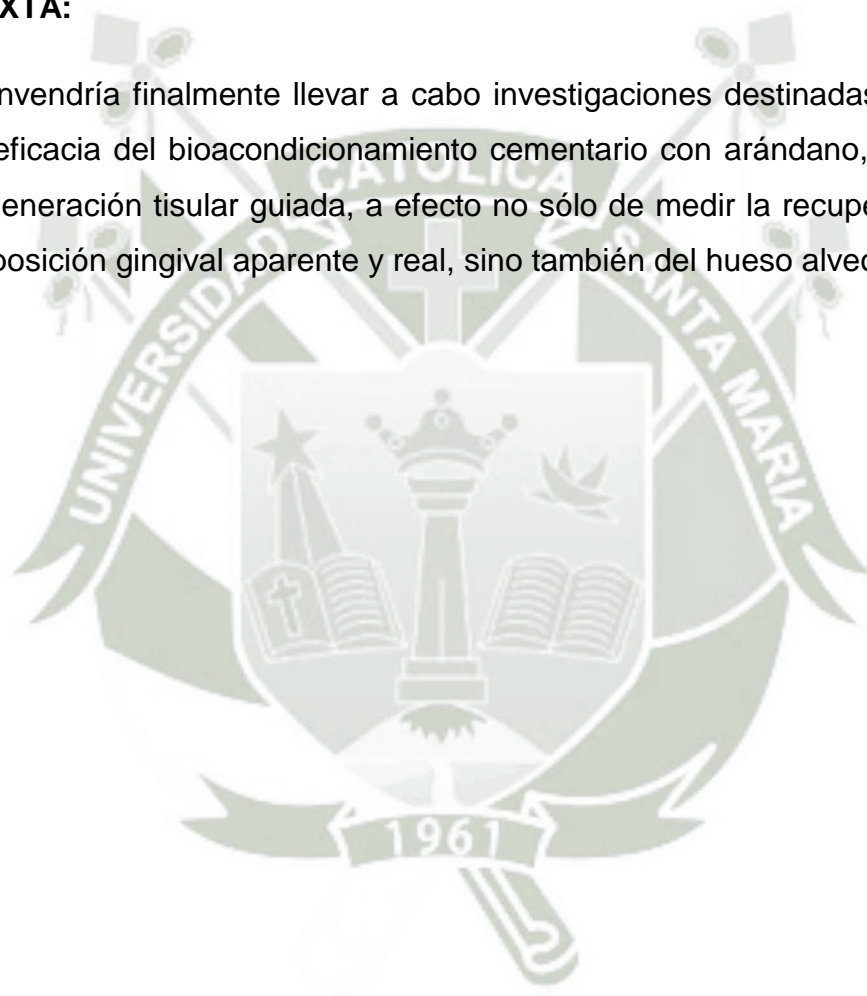 XTA:
nvendría finalmente llevar a cabo investigaciones destinadas
eficacia del bioacondicionamiento cementario con arándano,
eneración tisular guiada, a efecto no sólo de medir la recupe
posición gingival aparente y real, sino también del hueso alveo
UNIVERSIDAD CATOLICA SANTA MARIA
1961